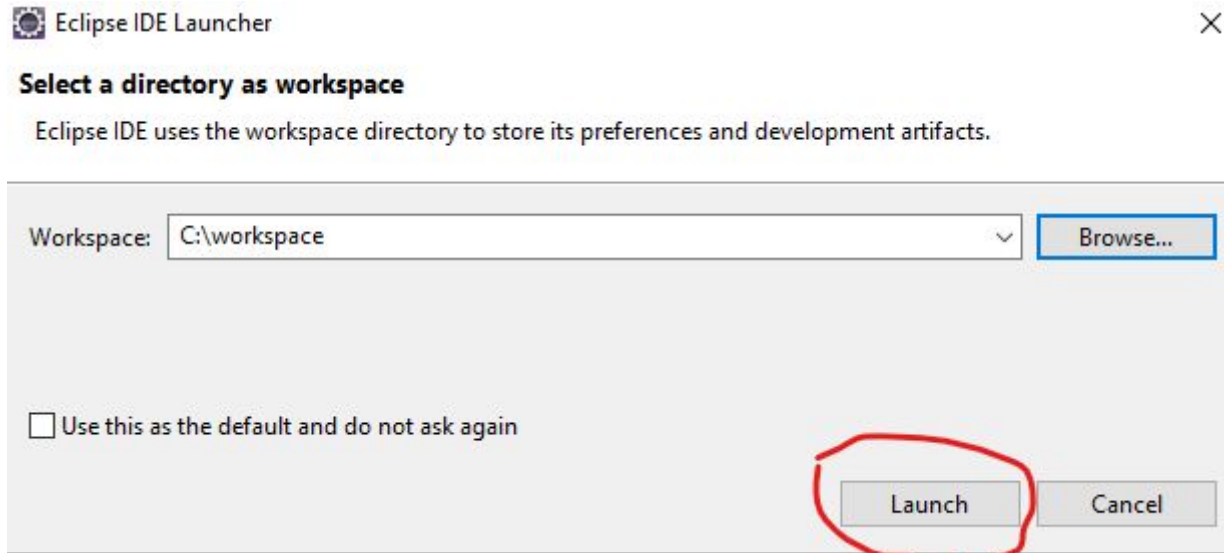 Eclipse IDE Launcher
Select a directory as workspace
Eclipse IDE uses the workspace directory to store its preferences and development artifacts.
Workspace: C:\workspace Browse...
Use this as the default and do not ask again
Launch Cancel